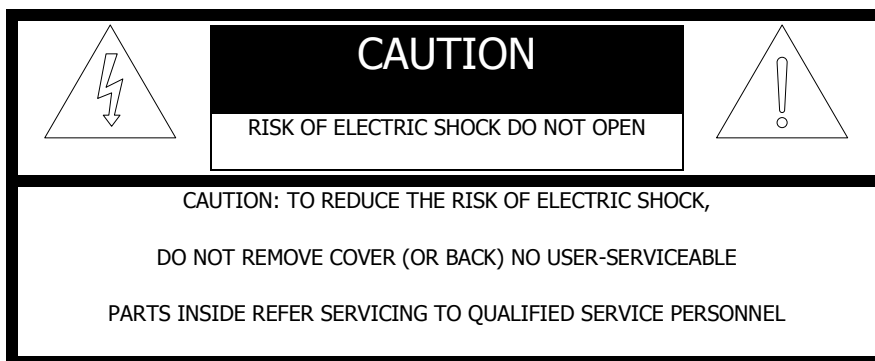 CAUTION
RISK OF ELECTRIC SHOCK DO NOT OPEN
CAUTION: TO REDUCE THE RISK OF ELECTRIC SHOCK,
DO NOT REMOVE COVER (OR BACK) NO USER-SERVICEABLE
PARTS INSIDE REFER SERVICING TO QUALIFIED SERVICE PERSONNEL